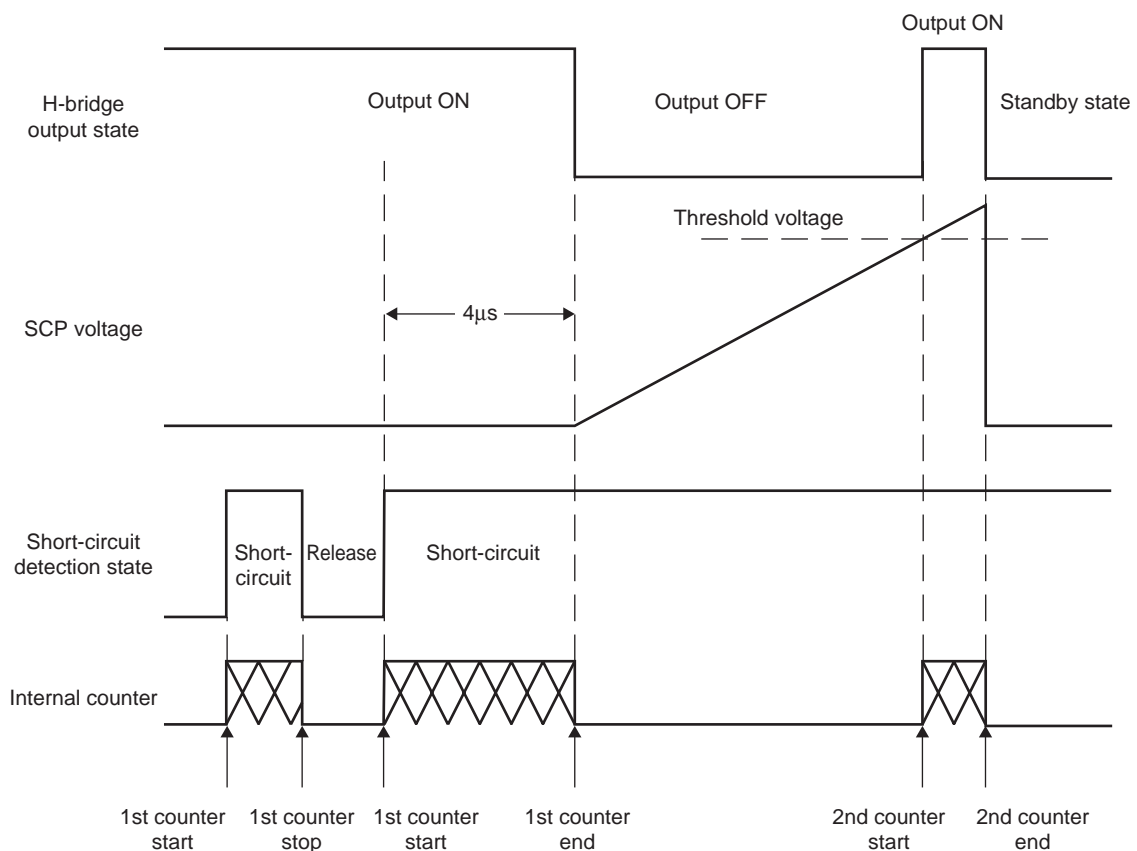 Output ON
H-bridge
output state
Output ON
Output OFF
Standby state
Threshold voltage
4μs
SCP voltage
Short-circuit
detection state
Short-
circuit
Release
Short-circuit
Internal counter
1st counter
start
1st counter
stop
1st counter
start
1st counter
end
2nd counter
start
2nd counter
end